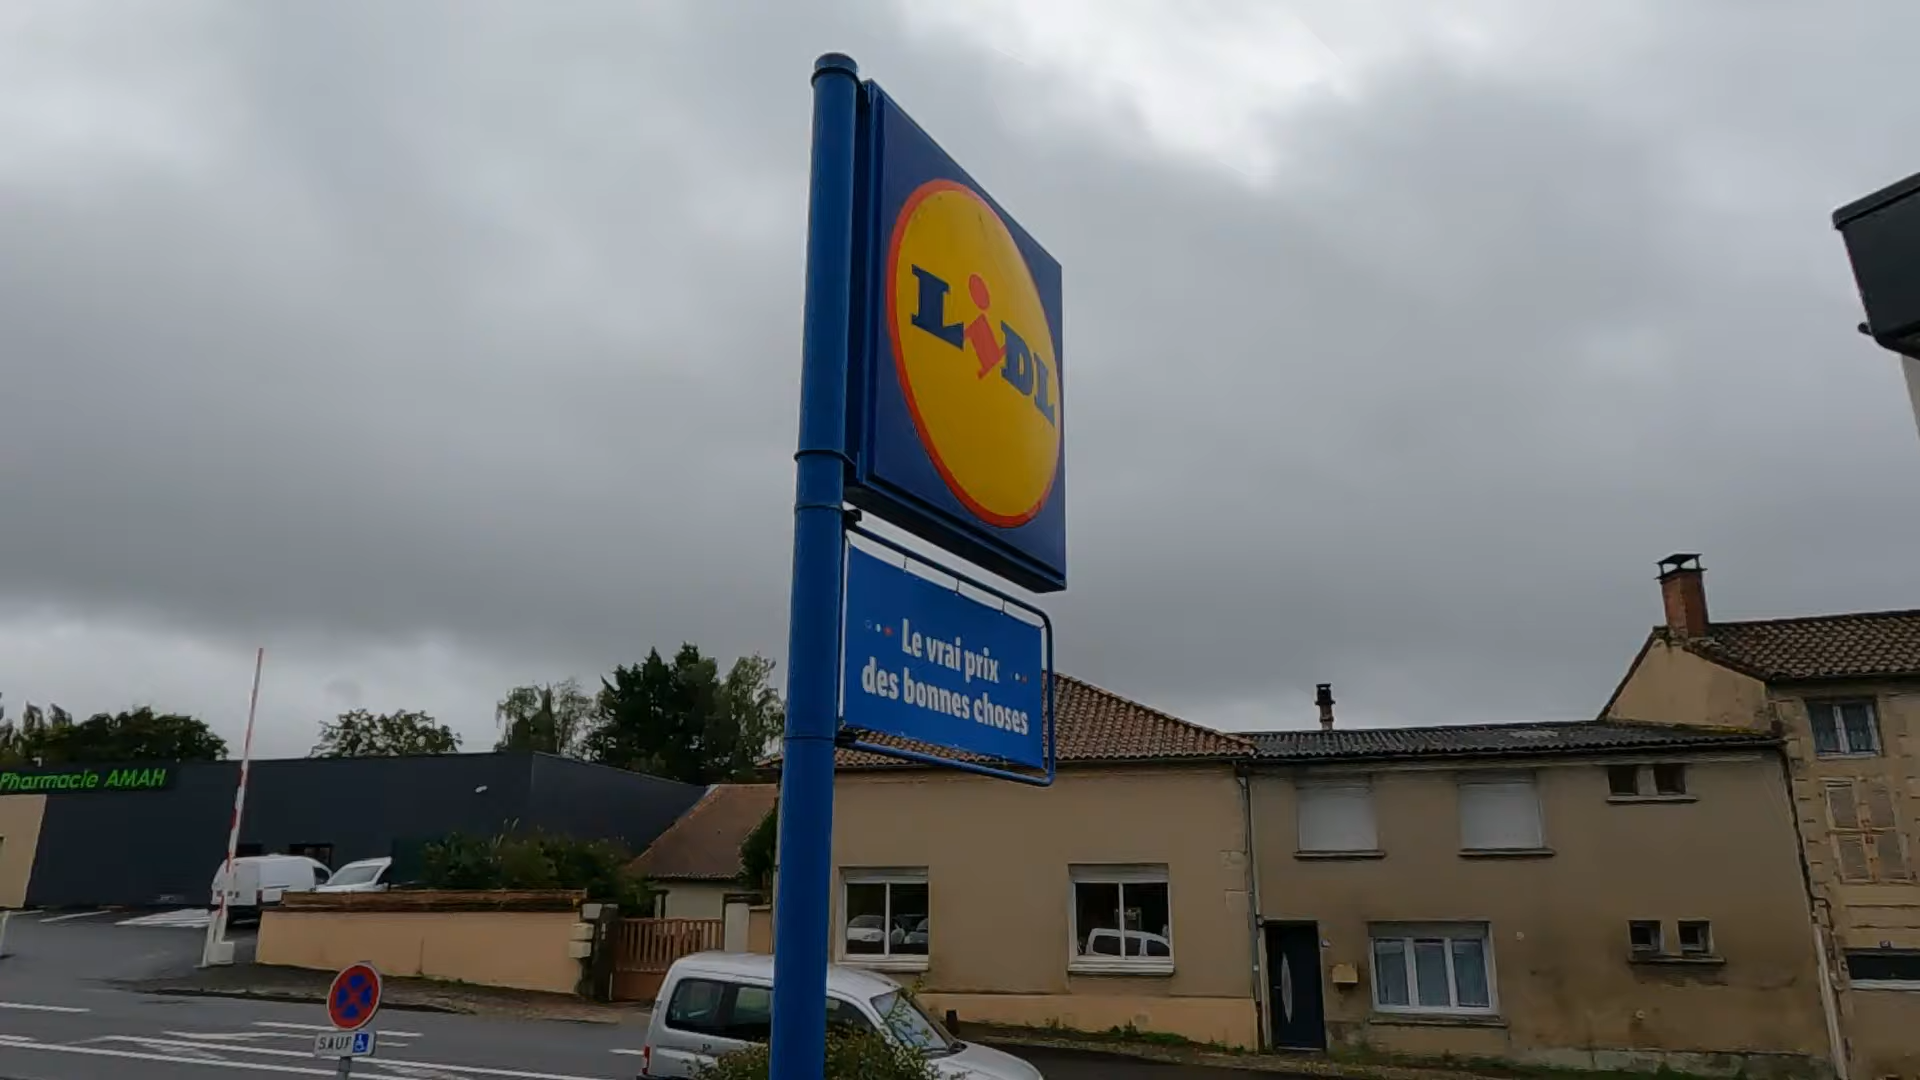 LiDL
Le vrai prix
des bonnes choses
Pharmacie AMAH
SAUF